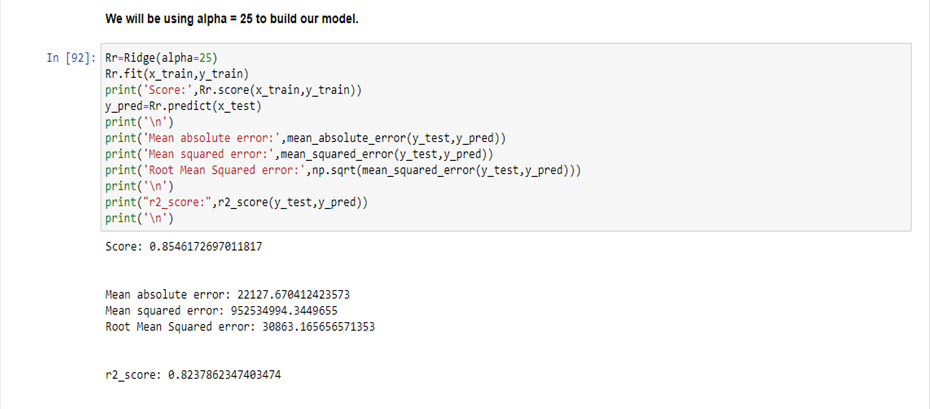 We will be using alpha = 25 to build our model.
In [92]: Rr=Ridge(alpha=25)
Rr.fit(x_train,y_train)
print('Score:',Rr.score(x_train,y_train))
y_pred=Rr.predict(x_test)
print('\n')
print('Mean absolute error:',mean_absolute_error(y_test,y_pred))
print('Mean squared error:',mean_squared_error(y_test,y_pred))
print('Root Mean Squared error:',np.sqrt(mean_squared_error(y_test,y_pred)))
print('\n')
print("r2_score:",r2_score(y_test,y_pred))
print('\n')
Score: 0.8546172697011817
Mean absolute error: 22127.670412423573
Mean squared error: 952534994.3449655
Root Mean Squared error: 30863.165656571353
r2_score: 0.8237862347403474